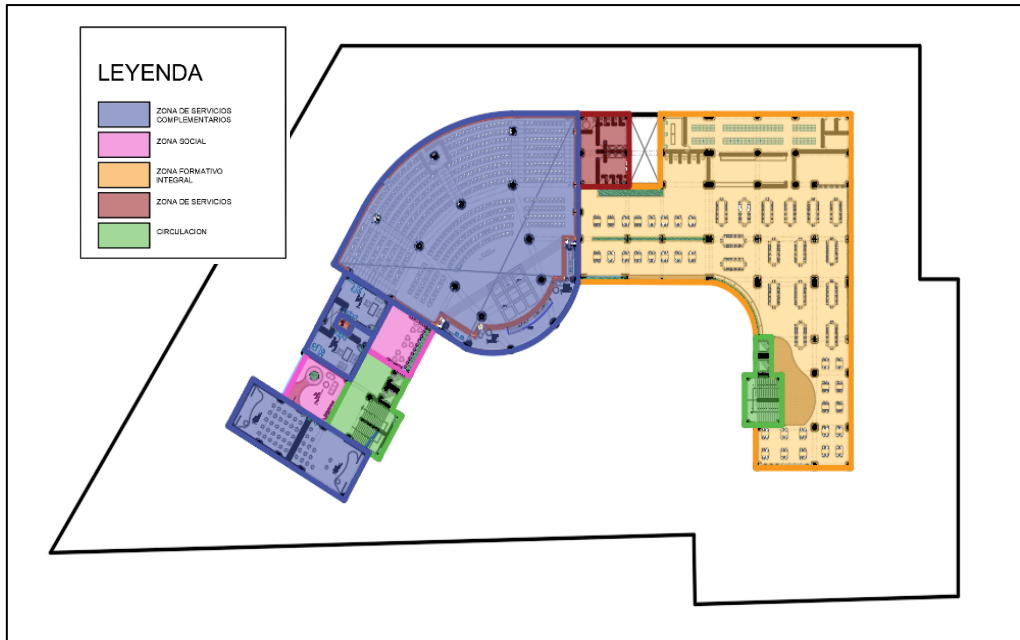 LEYENDA
ZONA DE SERVICIOS
COMPLEMENTARIOS
ZONA SOCIAL
ZONA FORMATIVO
INTEGRAL
ZONA DE SERVICIOS
CIRCULACION